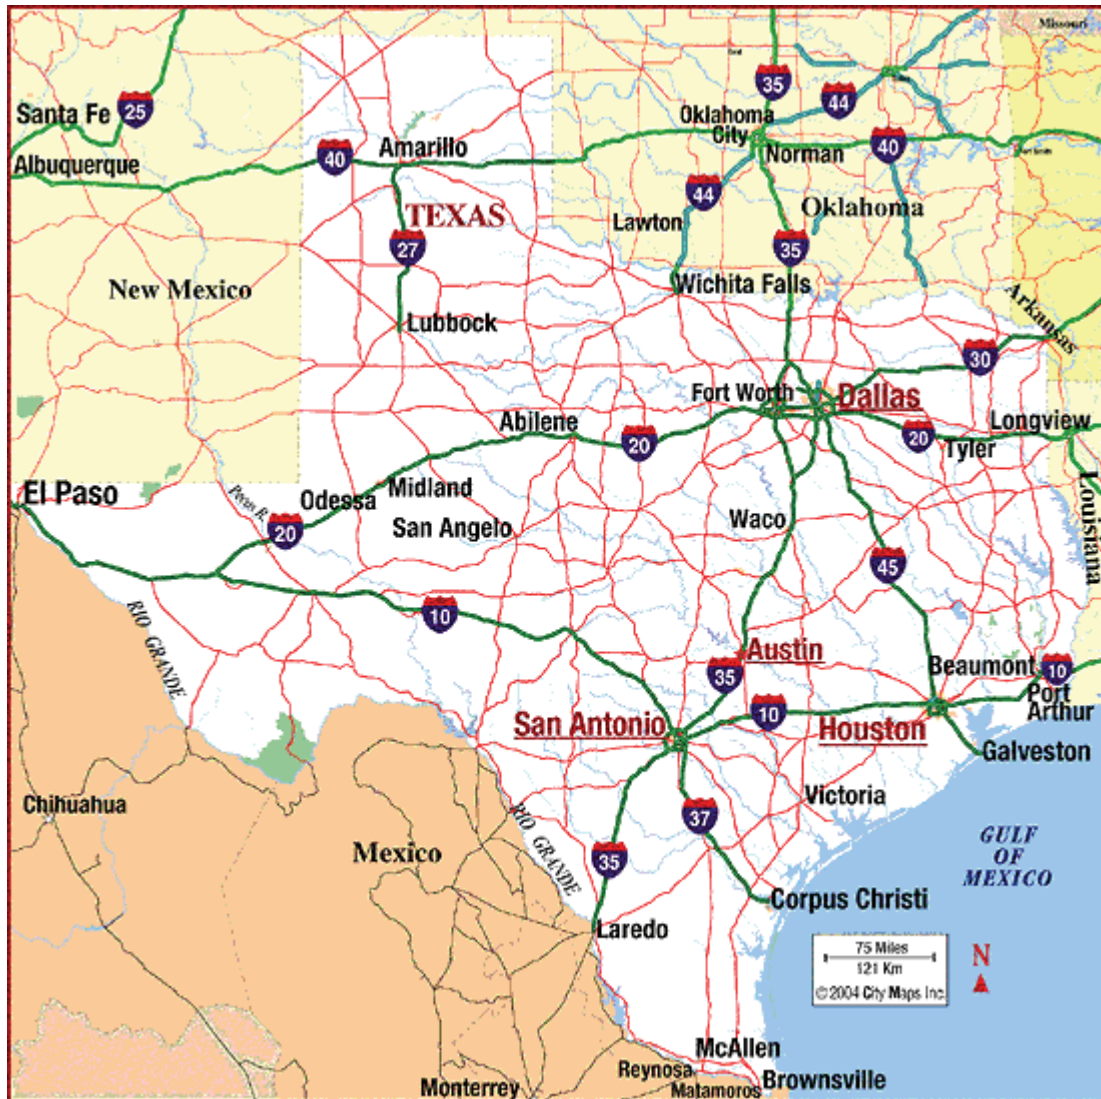 Missouri
35
25
44
Santa Fe
Oklahoma
City
40
Amarillo
Norman
40
Albuquerque
44
TEXAS
Lawton
Oklahoma
27
35
New Mexico
Wichita Falls
Arkansas
Lubbock
30
Fort Worth
Dallas
Abilene
20
20
Longview
Tyler
El Paso
Pecos R.
Odessa
Midland
Louisiana
San Angelo
Waco
20
45
RIO GRANDE
10
Austin
35
Beaumont
10
Port
Arthur
San Antonio
10
Houston
Galveston
Chihuahua
Victoria
37
RIO GRANDE
Mexico
35
GULF
OF
MEXICO
Corpus Christi
Laredo
75 Miles
121 Km
©2004 City Maps Inc.
N
McAllen
Reynosa
Brownsville
Monterrey
Matamoros